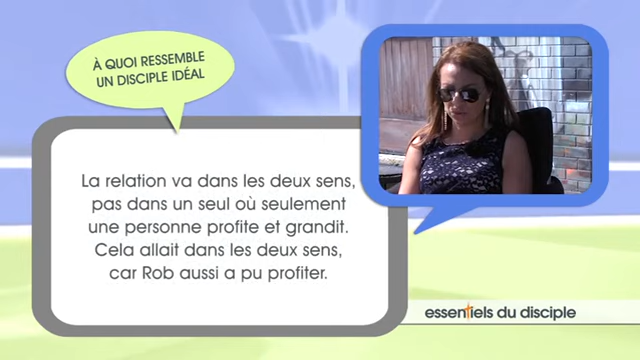 À QUOI RESSEMBLE
UN DISCIPLE IDÉAL
La relation va dans les deux sens,
pas dans un seul où seulement
une personne profite et grandit.
Cela allait dans les deux sens,
car Rob aussi a pu profiter.
essentiels du disciple